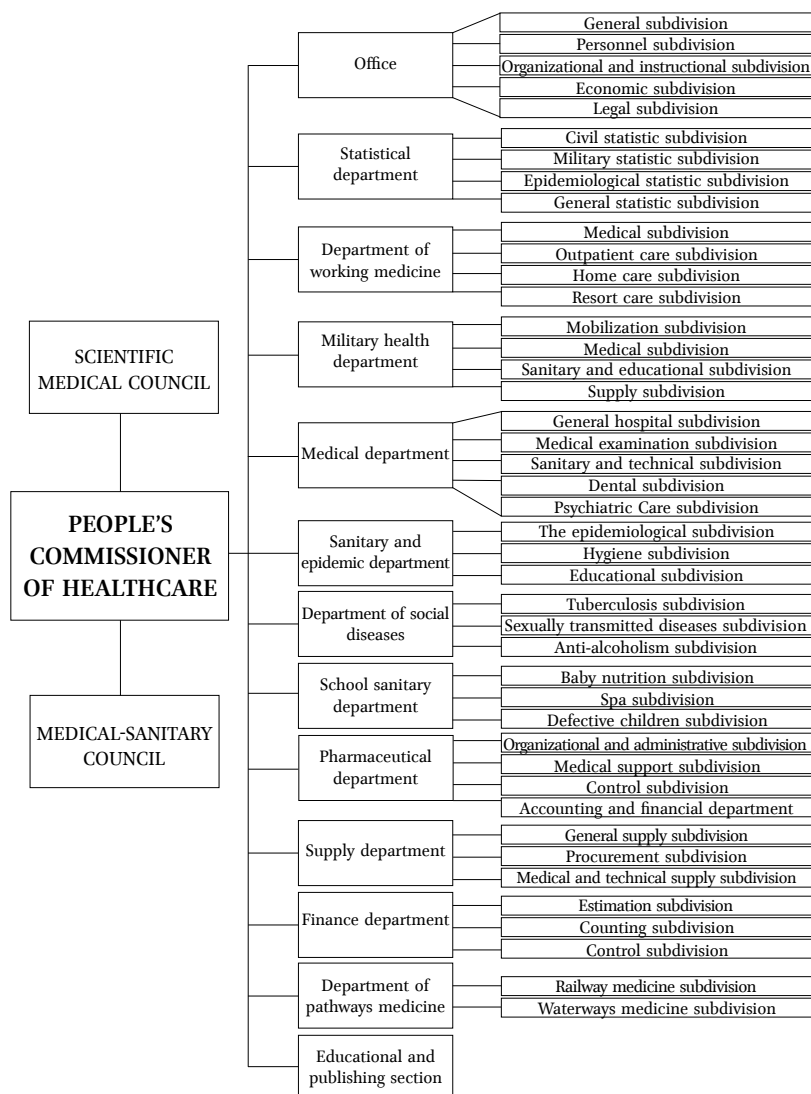 SCIENTIFIC
MEDICAL COUNCIL
PEOPLE'S
COMMISSIONER
OF HEALTHCARE
MEDICAL-SANITARY
COUNCIL
Office
General subdivision
Personnel subdivision
Organizational and instructional subdivision
Economic subdivision
Legal subdivision
Statistical
department
Civil statistic subdivision
Military statistic subdivision
Epidemiological statistic subdivision
General statistic subdivision
Department of
working medicine
Medical subdivision
Outpatient care subdivision
Home care subdivision
Resort care subdivision
Military health
department
Mobilization subdivision
Medical subdivision
Sanitary and educational subdivision
Supply subdivision
Medical department
General hospital subdivision
Medical examination subdivision
Sanitary and technical subdivision
Dental subdivision
Psychiatric Care subdivision
Sanitary and
epidemic department
The epidemiological subdivision
Hygiene subdivision
Educational subdivision
Department of social
diseases
Tuberculosis subdivision
Sexually transmitted diseases subdivision
Anti-alcoholism subdivision
School sanitary
department
Baby nutrition subdivision
Spa subdivision
Defective children subdivision
Pharmaceutical
department
Organizational and administrative subdivision
Medical support subdivision
Control subdivision
Accounting and financial department
Supply department
General supply subdivision
Procurement subdivision
Medical and technical supply subdivision
Finance department
Estimation subdivision
Counting subdivision
Control subdivision
Department of
pathways medicine
Railway medicine subdivision
Waterways medicine subdivision
Educational and
publishing section